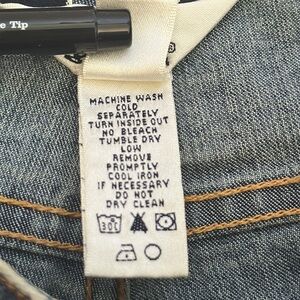 e Tip
MACHINE WASH
COLD
SEPARATELY
TURN INSIDE OUT
NO BLEACH
TUMBLE DRY
LOW
REMOVE
PROMPTLY
COOL IRON
IF NECESSARY
DO NOT
DRY CLEAN
30C